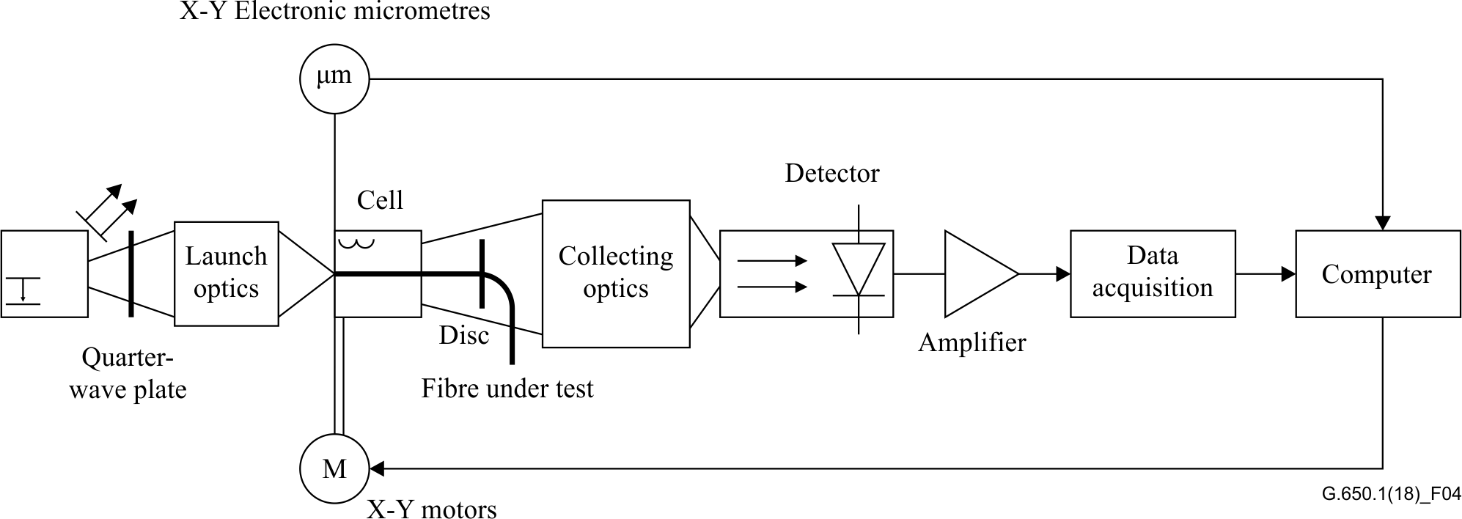 X-Y Electronic micrometres
μm
Detector
Cell
Launch
optics
Collecting
optics
Data
acquisition
Computer
Disc
Amplifier
Quarter-
wave plate
Fibre under test
M
X-Y motors
G.650.1(18)_F04